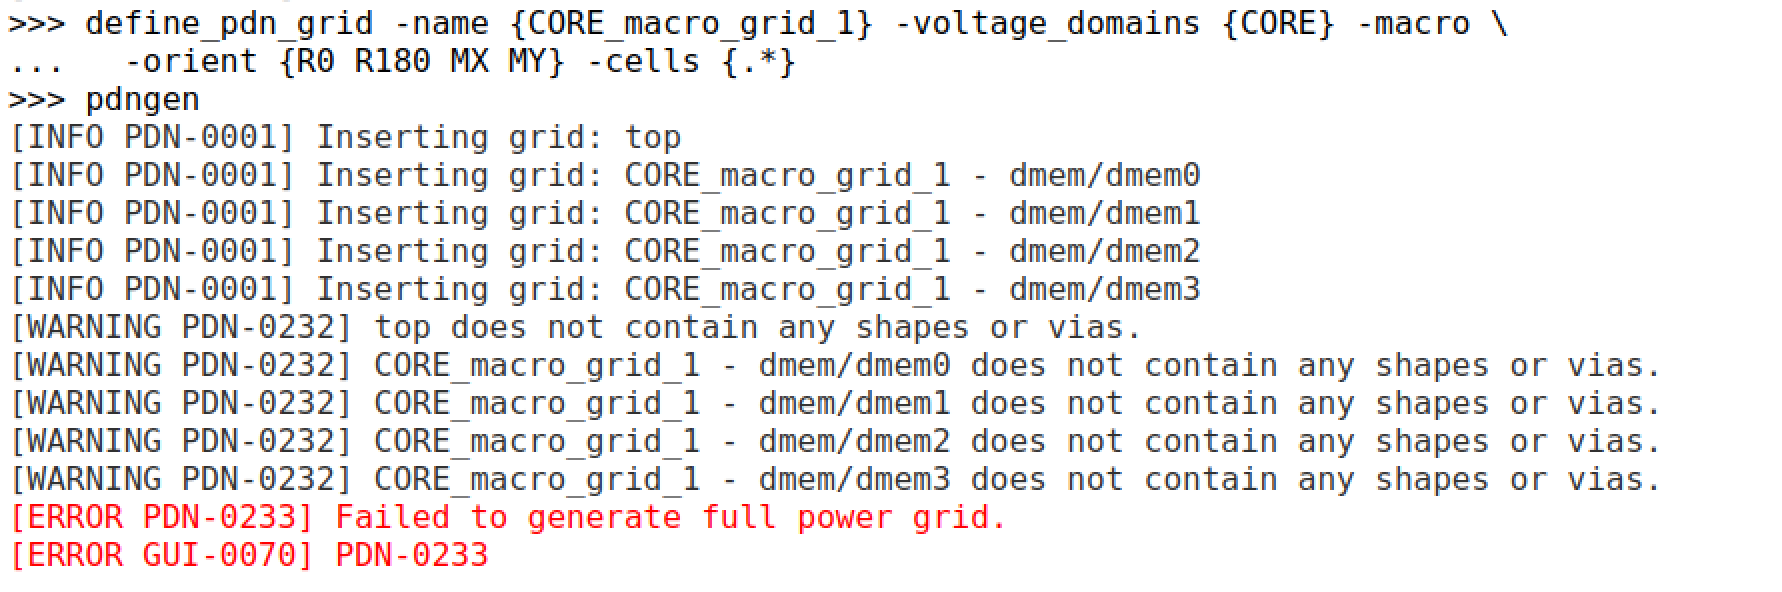 >>> define_pdn_grid -name {CORE_macro_grid_1} -voltage_domains {CORE} -macro \
...   -orient {R0 R180 MX MY} -cells {.*}
>>> pdngen
[INFO PDN-0001] Inserting grid: top
[INFO PDN-0001] Inserting grid: CORE_macro_grid_1 - dmem/dmem0
[INFO PDN-0001] Inserting grid: CORE_macro_grid_1 - dmem/dmem1
[INFO PDN-0001] Inserting grid: CORE_macro_grid_1 - dmem/dmem2
[INFO PDN-0001] Inserting grid: CORE_macro_grid_1 - dmem/dmem3
[WARNING PDN-0232] top does not contain any shapes or vias.
[WARNING PDN-0232] CORE_macro_grid_1 - dmem/dmem0 does not contain any shapes or vias.
[WARNING PDN-0232] CORE_macro_grid_1 - dmem/dmem1 does not contain any shapes or vias.
[WARNING PDN-0232] CORE_macro_grid_1 - dmem/dmem2 does not contain any shapes or vias.
[WARNING PDN-0232] CORE_macro_grid_1 - dmem/dmem3 does not contain any shapes or vias.
[ERROR PDN-0233] Failed to generate full power grid.
[ERROR GUI-0070] PDN-0233